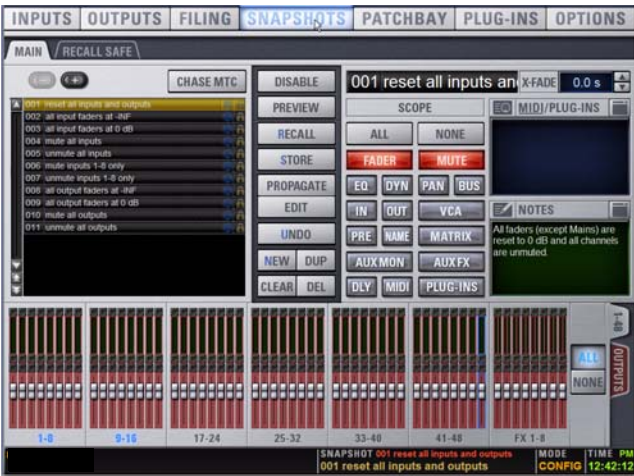 INPUTS OUTPUTS FILING SNAPSHOTS PATCHBAY PLUG-INS OPTIONS
MAIN RECALL SAFE
CHASE MTC
001 reset all inputs and outputs
002 all input faders at -INF
003 all input faders at 0 dB
004 mute all inputs
005 unmute all inputs
006 mute inputs 1-8 only
007 unmute inputs 1-8 only
008 all output faders at -INF
009 all output faders at 0 dB
010 mute all outputs
011 unmute all outputs
DISABLE
PREVIEW
RECALL
STORE
PROPAGATE
EDIT
UNDO
NEW DUP
CLEAR DEL
001 reset all inputs an X-FADE 0.0 s
SCOPE
ALL NONE
FADER MUTE
EQ DYN PAN BUS
IN OUT VCA
PRE NAME MATRIX
AUX MON AUX FX
DLY MIDI PLUG-INS
MIDI/PLUG-INS
NOTES
All faders (except Mains) are
reset to 0 dB and all channels
are unmuted.
1-48
OUTPUTS
ALL
NONE
1-8 9-16 17-24 25-32 33-40 41-48 FX 1-8
SNAPSHOT 001 reset all inputs and outputs
001 reset all inputs and outputs
MODE
CONFIG
TIME PM
12:42:12